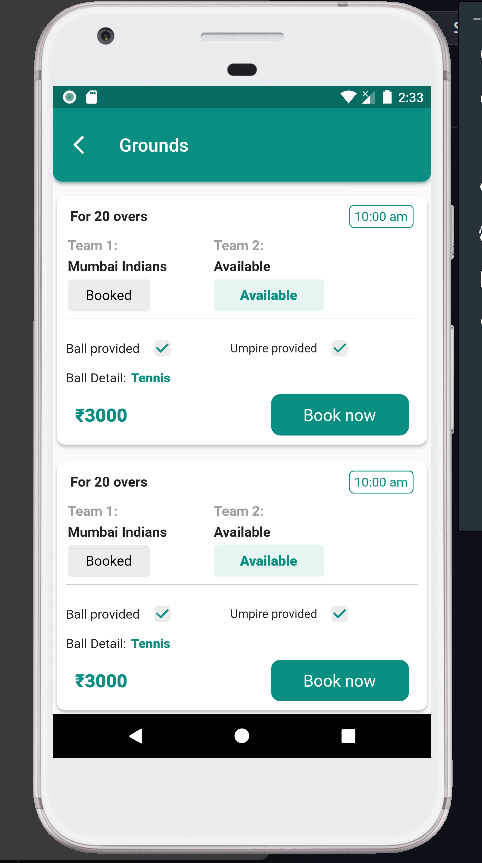 2:33
Grounds
For 20 overs 10:00 am
Team 1: Team 2:
Mumbai Indians Available
Booked Available
Ball provided Umpire provided
Ball Detail: Tennis
₹3000 Book now
For 20 overs 10:00 am
Team 1: Team 2:
Mumbai Indians Available
Booked Available
Ball provided Umpire provided
Ball Detail: Tennis
₹3000 Book now